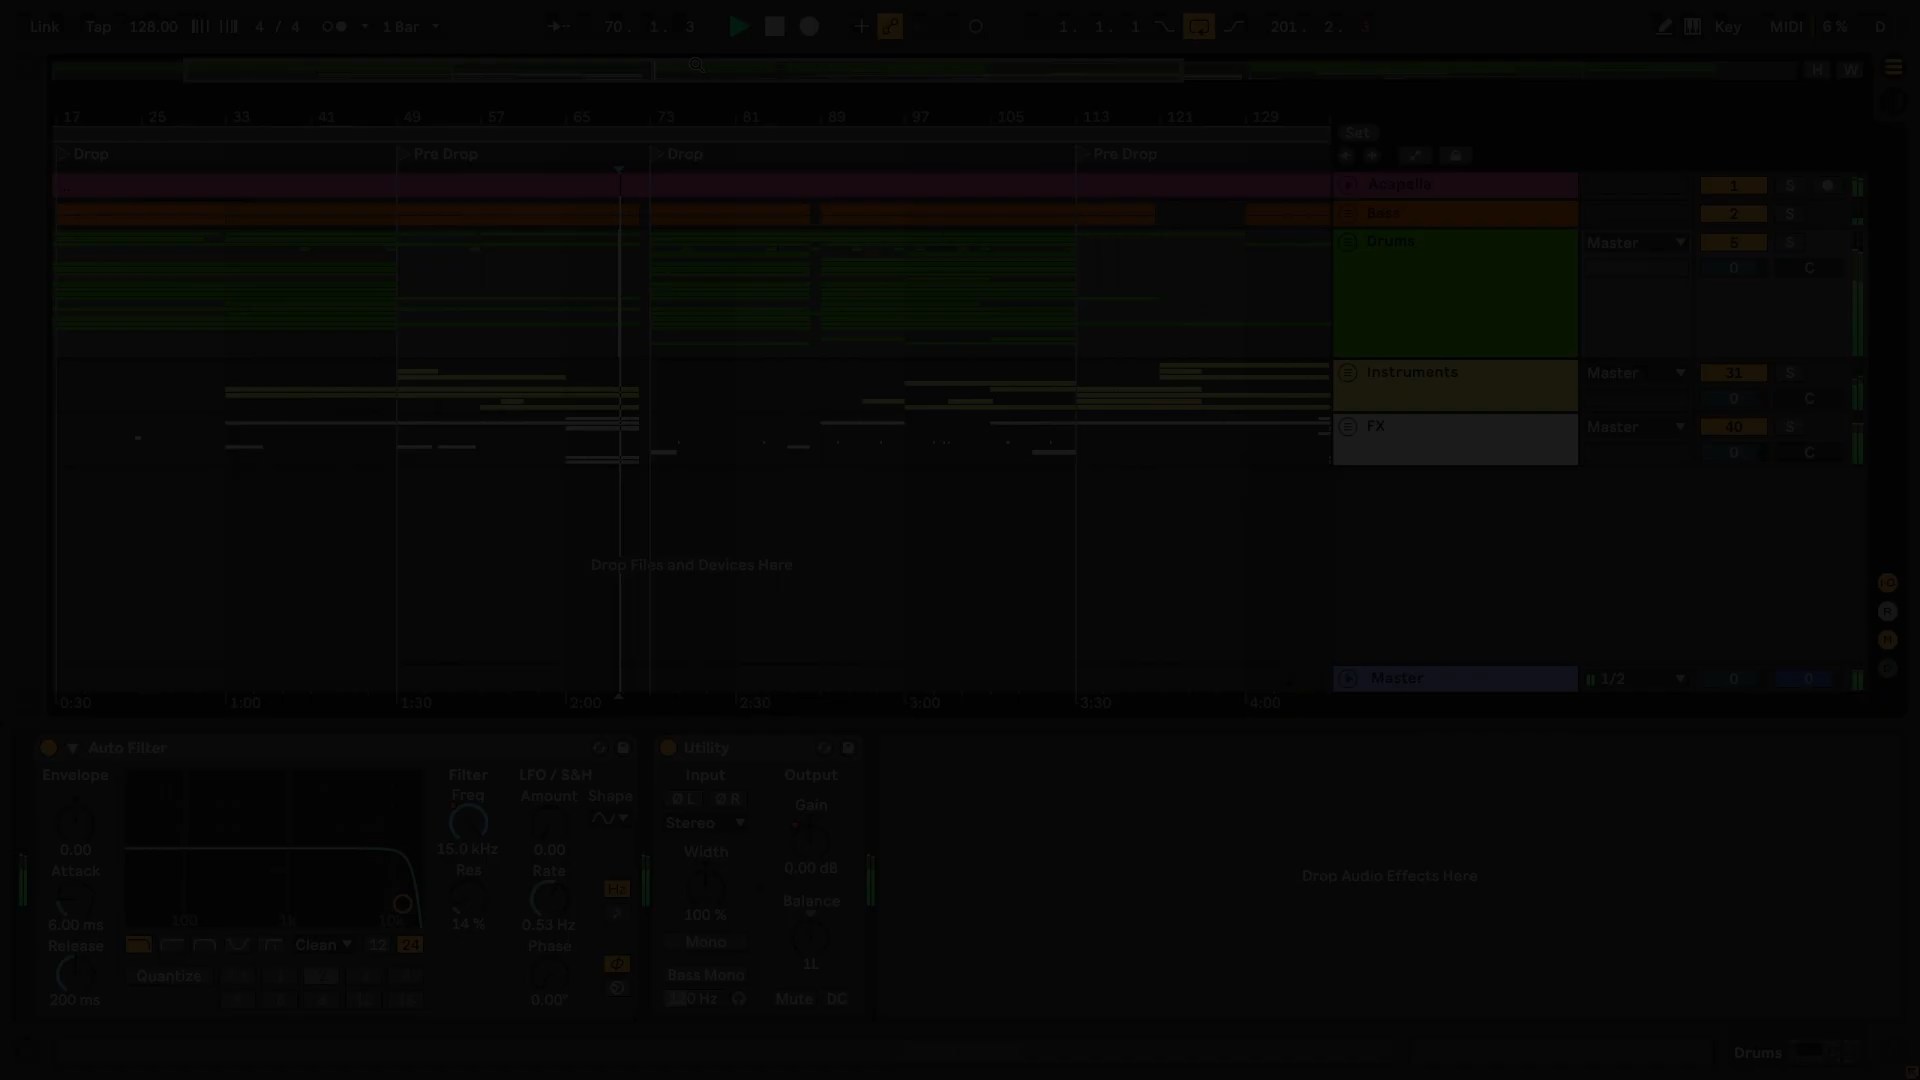 Link Tap 128.00 4 / 4 1 Bar 70. 1. 3 1. 1. 1 201. 2. 3 Key MIDI 6 % D
H W
17 25 33 41 49 57 65 73 81 89 97 105 113 121 129
Set
Drop Pre Drop Drop Pre Drop
Acapella 1 S
Bass 2 S
Drums Master 5 S
0 C
Instruments Master 31 S
0 C
FX Master 40 S
0 C
Drop Files and Devices Here
R
H
Master 1/2 0 0
0:30 1:00 1:30 2:00 2:30 3:00 3:30 4:00
Auto Filter Utility
Envelope Filter LFO / S&H Input Output
Freq Amount Shape Ø L Ø R Gain
Stereo
0.00 15.0 kHz 0.00 Width 0.00 dB
Attack Res Rate
Hz Balance
6.00 ms 100 1k 10k 14 % 0.53 Hz 100 %
Release Clean 12 24 Phase Mono
1L
Quantize Bass Mono
200 ms 0.00° 120 Hz Mute DC
Drop Audio Effects Here
Drums